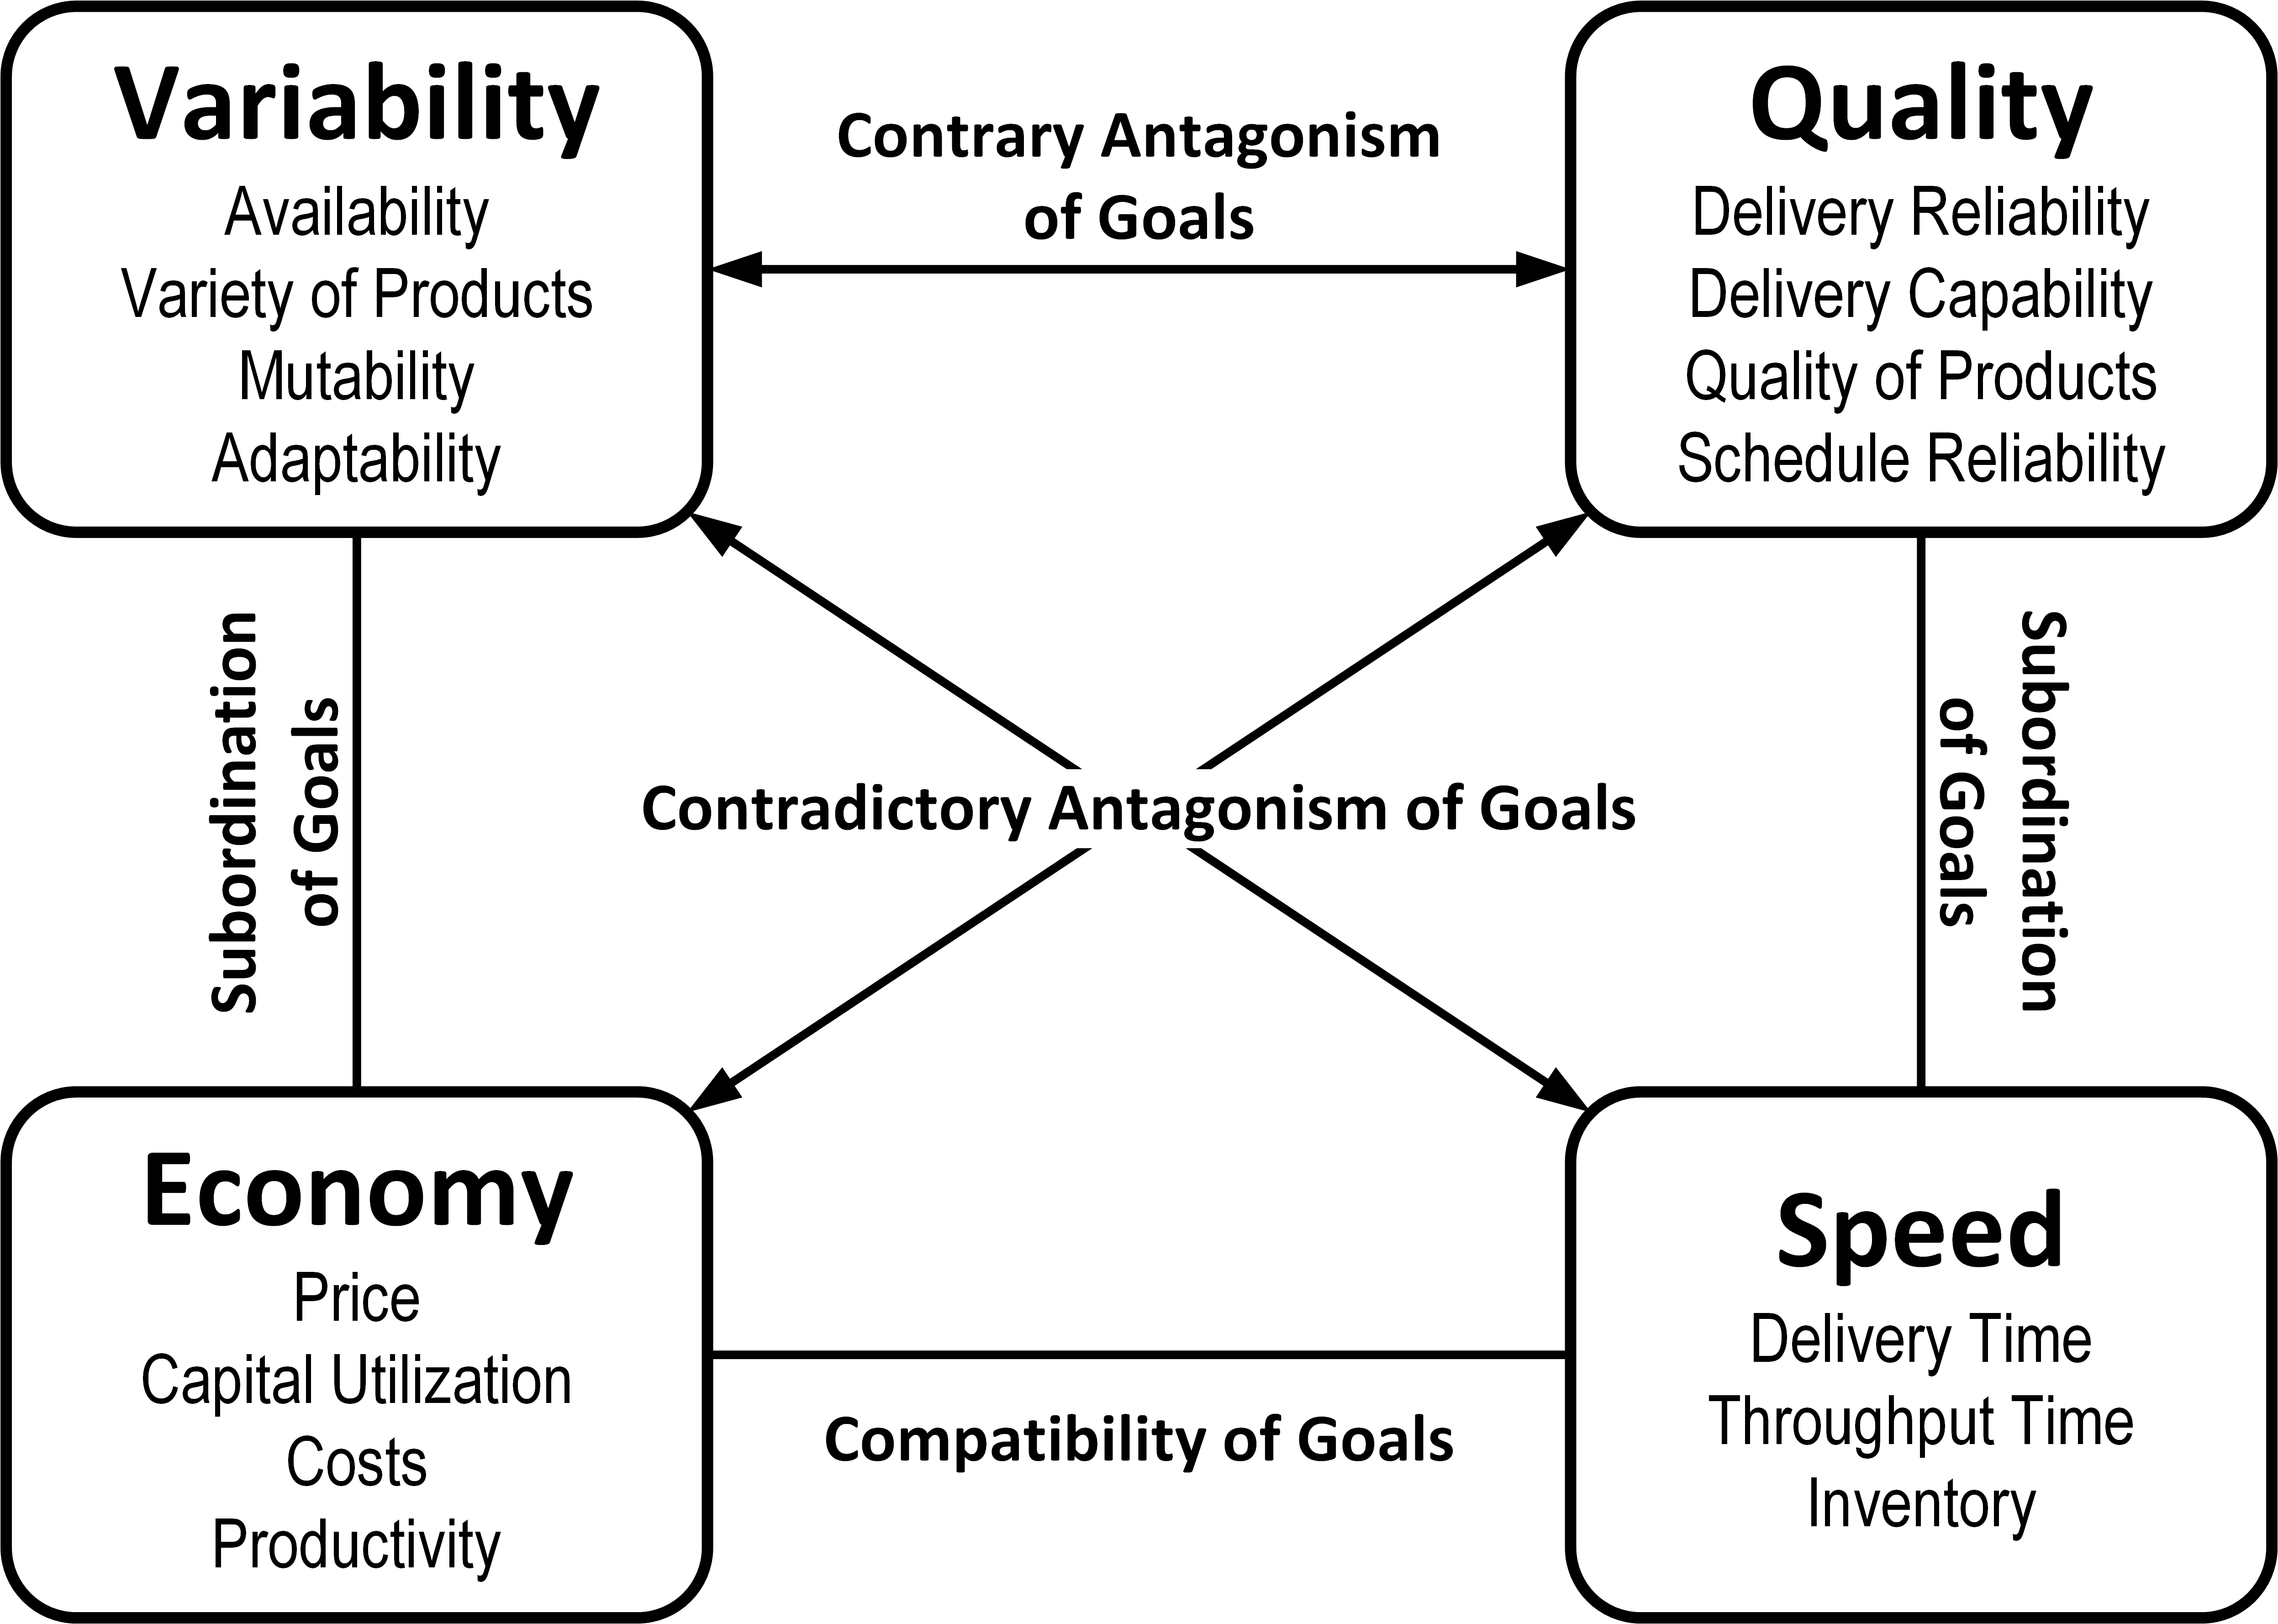 Variability
Availability
Variety of Products
Mutability
Adaptability
Contrary Antagonism
of Goals
Quality
Delivery Reliability
Delivery Capability
Quality of Products
Schedule Reliability
Subordination
of Goals
Contradictory Antagonism of Goals
Subordination
of Goals
Economy
Price
Capital Utilization
Costs
Productivity
Compatibility of Goals
Speed
Delivery Time
Throughput Time
Inventory